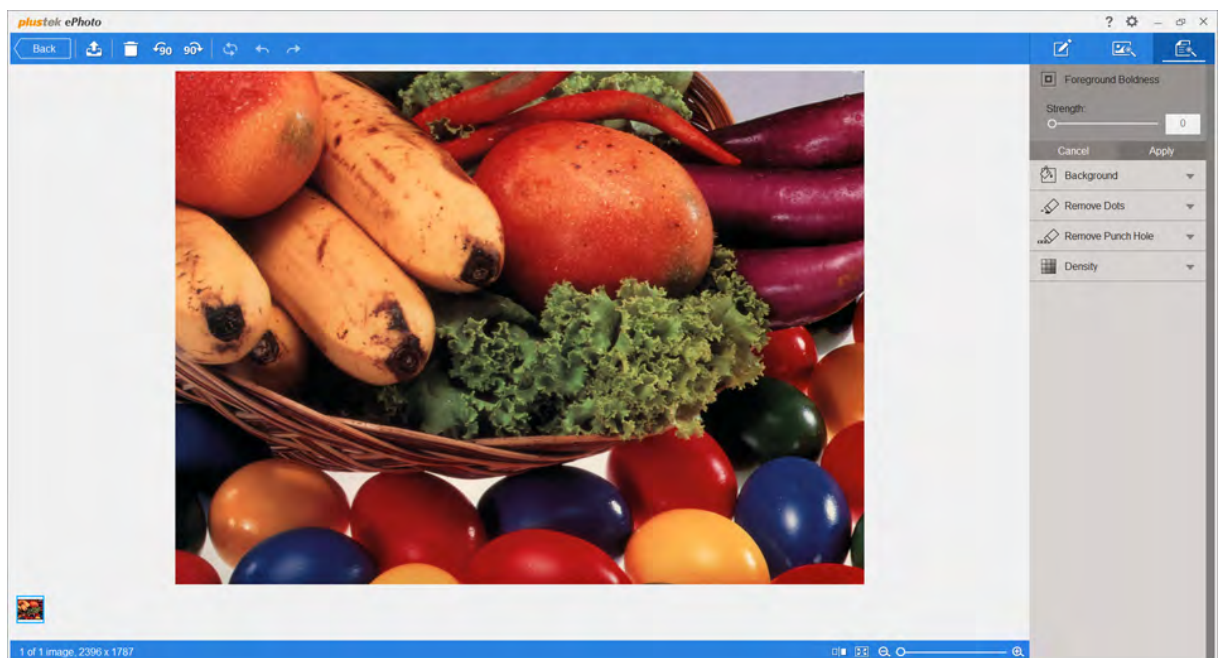 plustek ePhoto
?
Back
90 90
Foreground Boldness
Strength:
0
Cancel Apply
Background
Remove Dots
Remove Punch Hole
Density
1 of 1 image, 2396 x 1787